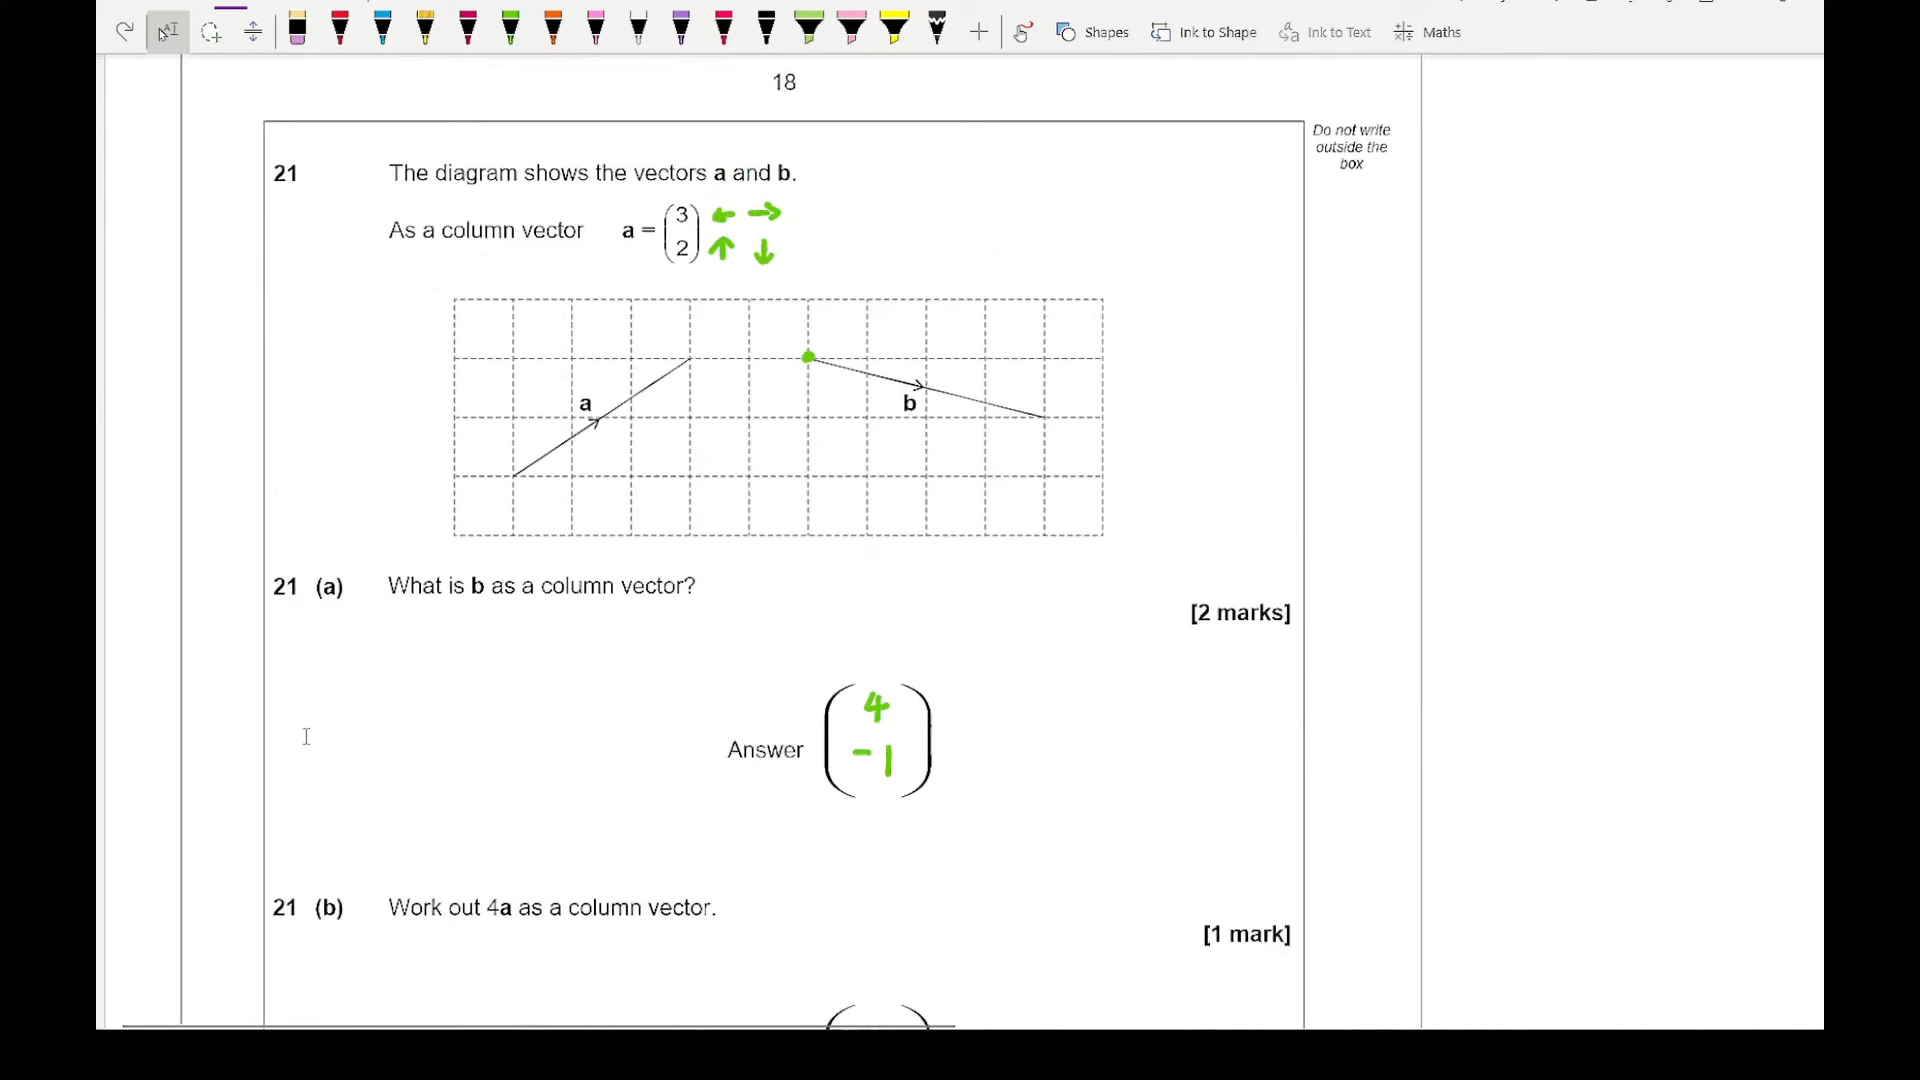 Shapes Ink to Shape Ink to Text Maths
18
Do not write
outside the
box
21 The diagram shows the vectors a and b.
As a column vector a = (3
2)
a
b
21 (a) What is b as a column vector?
[2 marks]
4
Answer
-1
21 (b) Work out 4a as a column vector.
[1 mark]